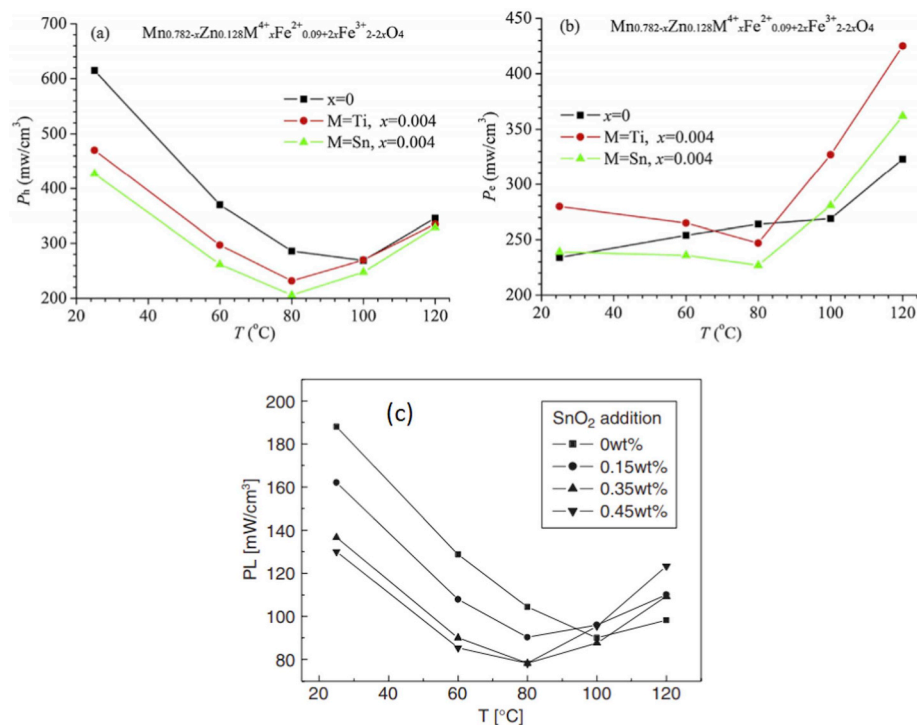 (a) Mn0.782-xZn0.128M4+xFe2+0.09+2xFe3+2-2xO4
Ph (mw/cm3)
700
600
500
400
300
200
x=0
M=Ti, x=0.004
M=Sn, x=0.004
20 40 60 80 100 120
T (oC)
(b) Mn0.782-xZn0.128M4+xFe2+0.09+2xFe3+2-2xO4
Pe (mw/cm3)
450
400
350
300
250
200
x=0
M=Ti, x=0.004
M=Sn, x=0.004
20 40 60 80 100 120
T (oC)
(c)
PL [mW/cm3]
200
180
160
140
120
100
80
SnO2 addition
0wt%
0.15wt%
0.35wt%
0.45wt%
20 40 60 80 100 120
T [°C]